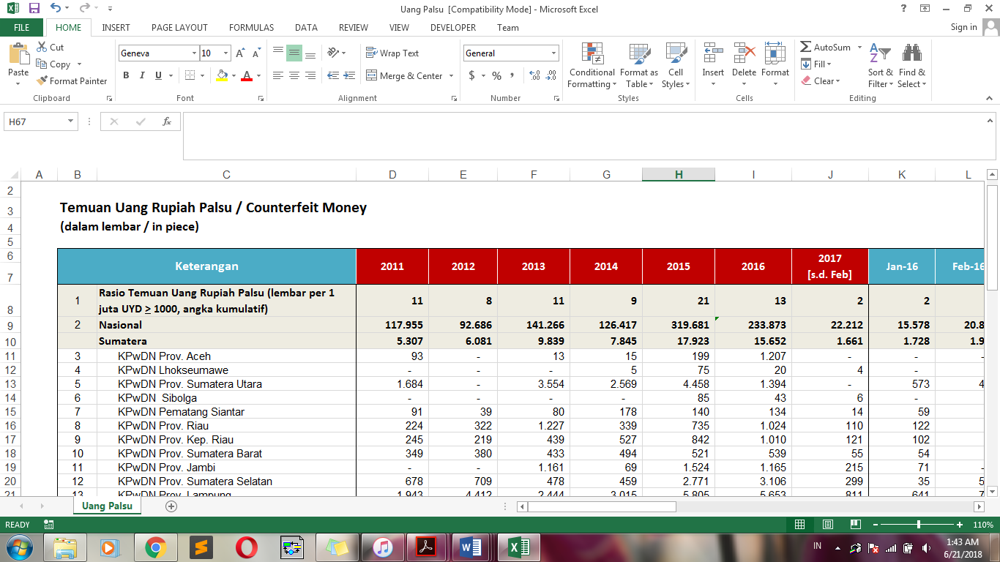 Uang Palsu [Compatibility Mode] - Microsoft Excel
FILE HOME INSERT PAGE LAYOUT FORMULAS DATA REVIEW VIEW DEVELOPER Team Sign in
Cut
Copy
Format Painter
Paste
Clipboard
Geneva 10
B I U
Font
Wrap Text
Merge & Center
Alignment
General
$ % ,
Number
Conditional Formatting
Format as Table
Cell Styles
Styles
Insert Delete Format
Cells
AutoSum
Fill
Clear
Sort & Filter
Find & Select
Editing
H67 fx
A B C D E F G H I J K L
2
3 Temuan Uang Rupiah Palsu / Counterfeit Money
4 (dalam lembar / in piece)
5
6 Keterangan 2011 2012 2013 2014 2015 2016 2017 Jan-16 Feb-16
7 [s.d. Feb]
Rasio Temuan Uang Rupiah Palsu (lembar per 1
8 1 juta UYD ≥ 1000, angka kumulatif) 11 8 11 9 21 13 2 2
9 2 Nasional 117.955 92.686 141.266 126.417 319.681 233.873 22.212 15.578 20.8
10 Sumatera 5.307 6.081 9.839 7.845 17.923 15.652 1.661 1.728 1.9
11 3 KPwDN Prov. Aceh 93 - 13 15 199 1.207 - - -
12 4 KPwDN Lhokseumawe - - - 5 75 20 4 -
13 5 KPwDN Prov. Sumatera Utara 1.684 - 3.554 2.569 4.458 1.394 - 573 4
14 6 KPwDN Sibolga - - - - 85 43 6 -
15 7 KPwDN Pematang Siantar 91 39 80 178 140 134 14 59
16 8 KPwDN Prov. Riau 224 322 1.227 339 735 1.024 110 122
17 9 KPwDN Prov. Kep. Riau 245 219 439 527 842 1.010 121 102
18 10 KPwDN Prov. Sumatera Barat 349 380 433 494 521 539 55 54
19 11 KPwDN Prov. Jambi - - 1.161 69 1.524 1.165 215 71 -
20 12 KPwDN Prov. Sumatera Selatan 678 709 478 459 2.771 3.106 299 35 5
21 13 KPwDN Prov. Lampung 1.943 4.412 2.444 3.015 5.805 5.653 811 641 7
Uang Palsu
READY 110%
IN 1:43 AM
6/21/2018